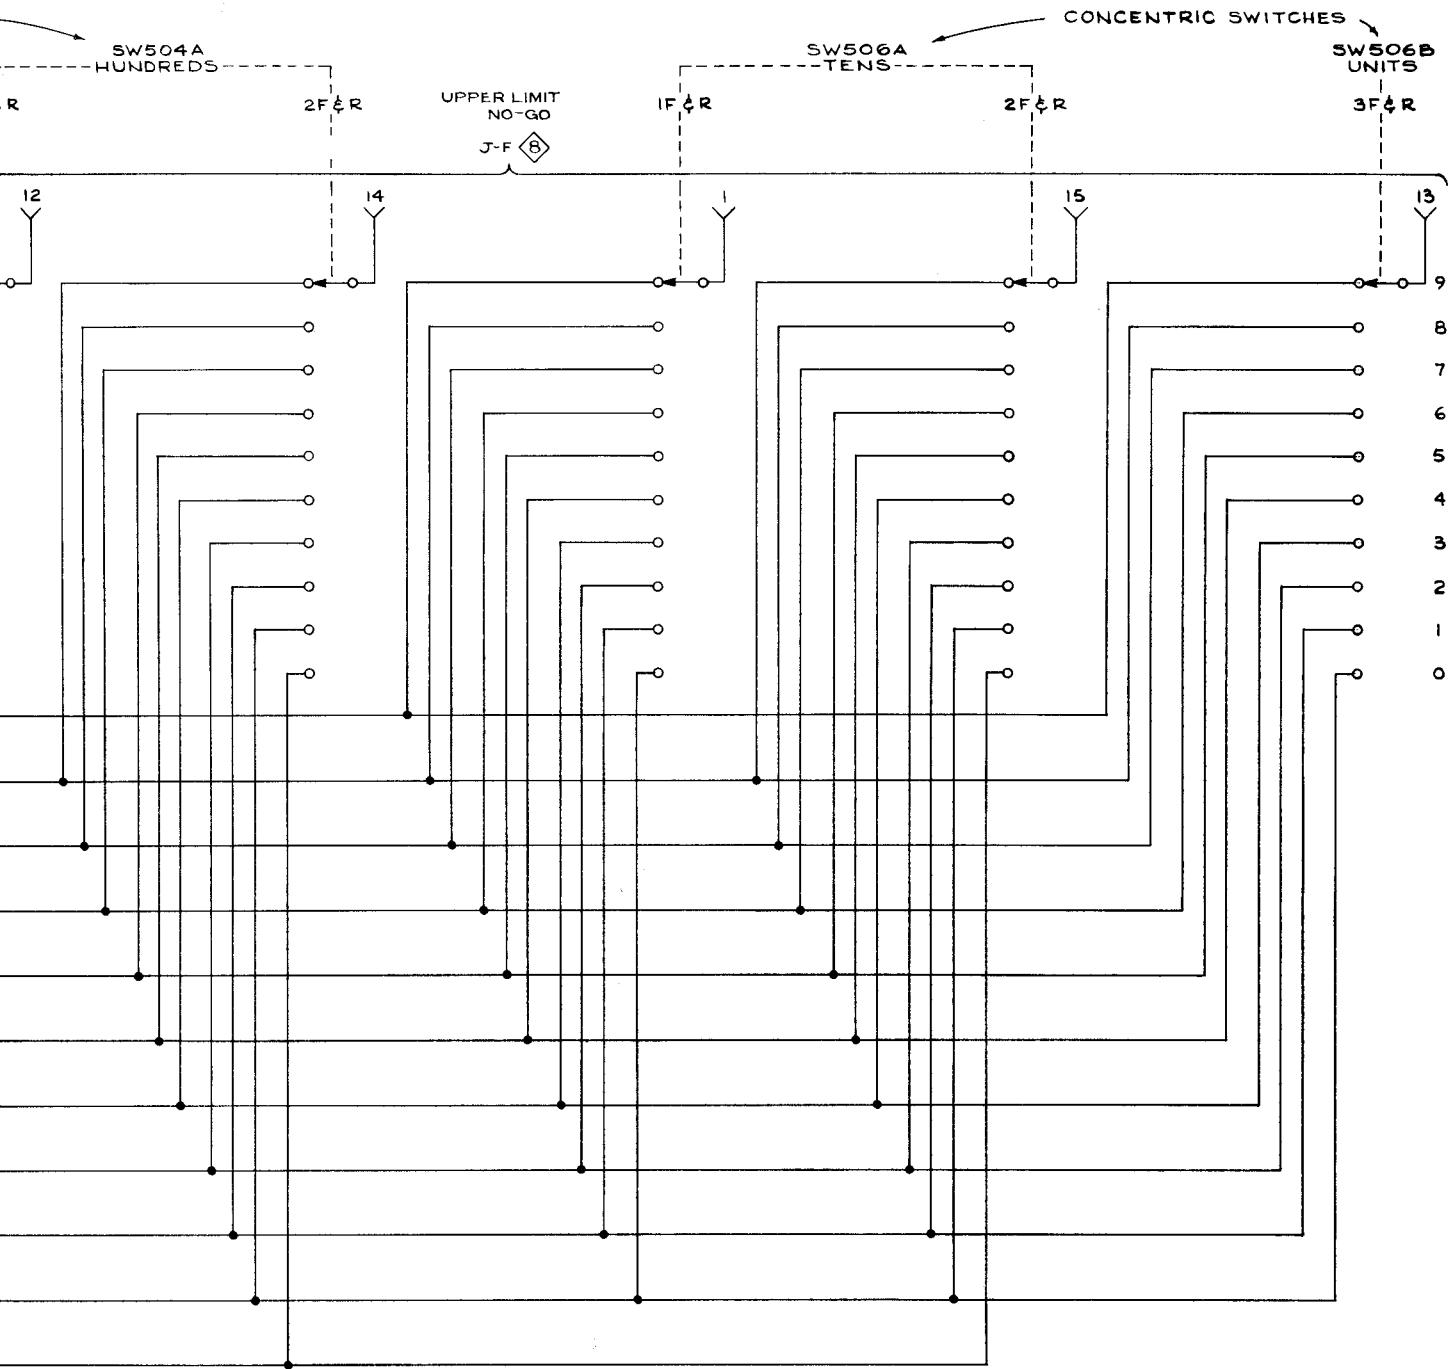 CONCENTRIC SWITCHES
SW504A
HUNDREDS
SW506A
TENS
SW506B
UNITS
R
2F & R
UPPER LIMIT
NO-GO
1F & R
2F & R
3F & R
J-F 8
12
14
1
15
13
9
8
7
6
5
4
3
2
1
0